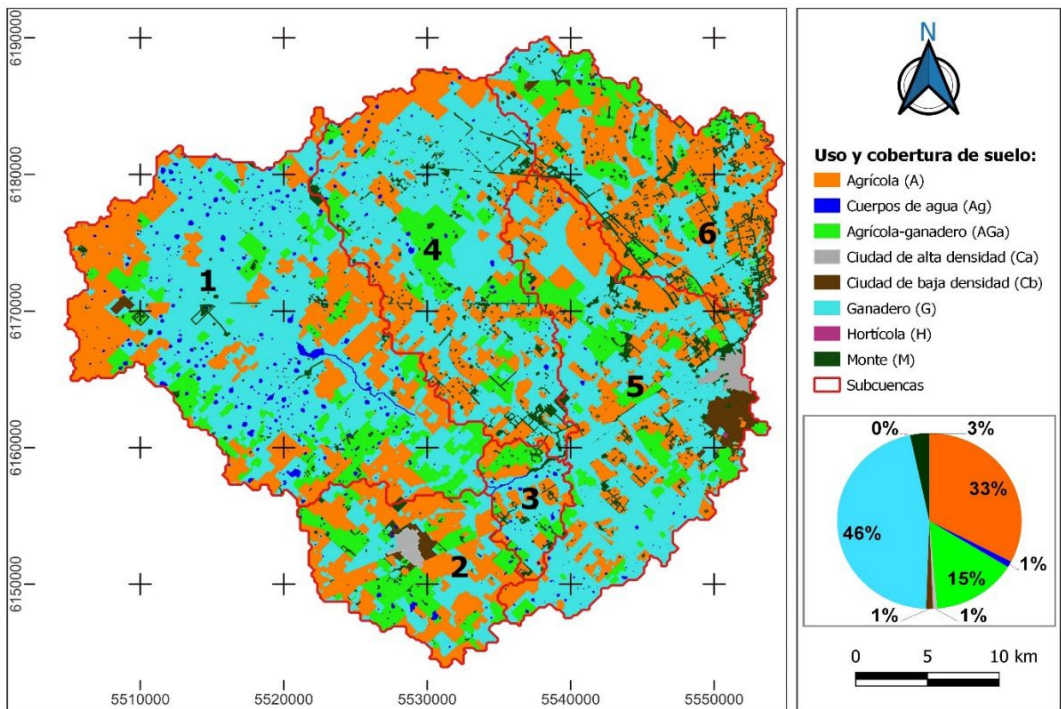 6190000
6180000
6170000
6160000
6150000
5510000
5520000
5530000
5540000
5550000
1
2
3
4
5
6
N
Uso y cobertura de suelo:
Agrícola (A)
Cuerpos de agua (Ag)
Agrícola-ganadero (AGa)
Ciudad de alta densidad (Ca)
Ciudad de baja densidad (Cb)
Ganadero (G)
Hortícola (H)
Monte (M)
Subcuencas
0%
3%
33%
46%
1%
15%
1%
1%
0 5 10 km